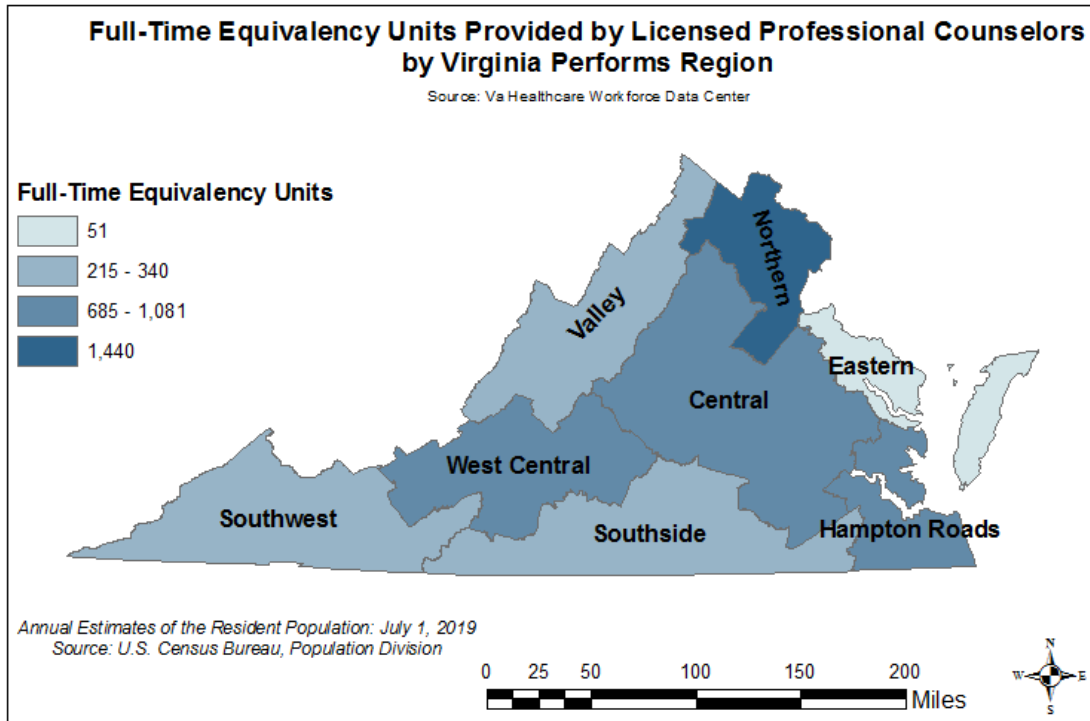 Full-Time Equivalency Units Provided by Licensed Professional Counselors
by Virginia Performs Region
Source: Va Healthcare Workforce Data Center
Full-Time Equivalency Units
51
215 - 340
685 - 1,081
1,440
Northern
Valley
Eastern
Central
West Central
Southwest
Southside
Hampton Roads
Annual Estimates of the Resident Population: July 1, 2019
Source: U.S. Census Bureau, Population Division
0 25 50 100 150 200
Miles
N
W E
S